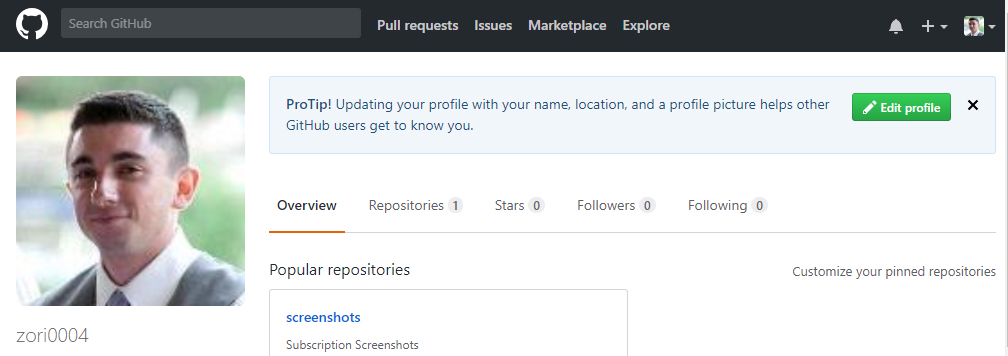 Search GitHub Pull requests Issues Marketplace Explore
ProTip! Updating your profile with your name, location, and a profile picture helps other
GitHub users get to know you.
Edit profile
Overview Repositories 1 Stars 0 Followers 0 Following 0
Popular repositories
Customize your pinned repositories
screenshots
Subscription Screenshots
zori0004